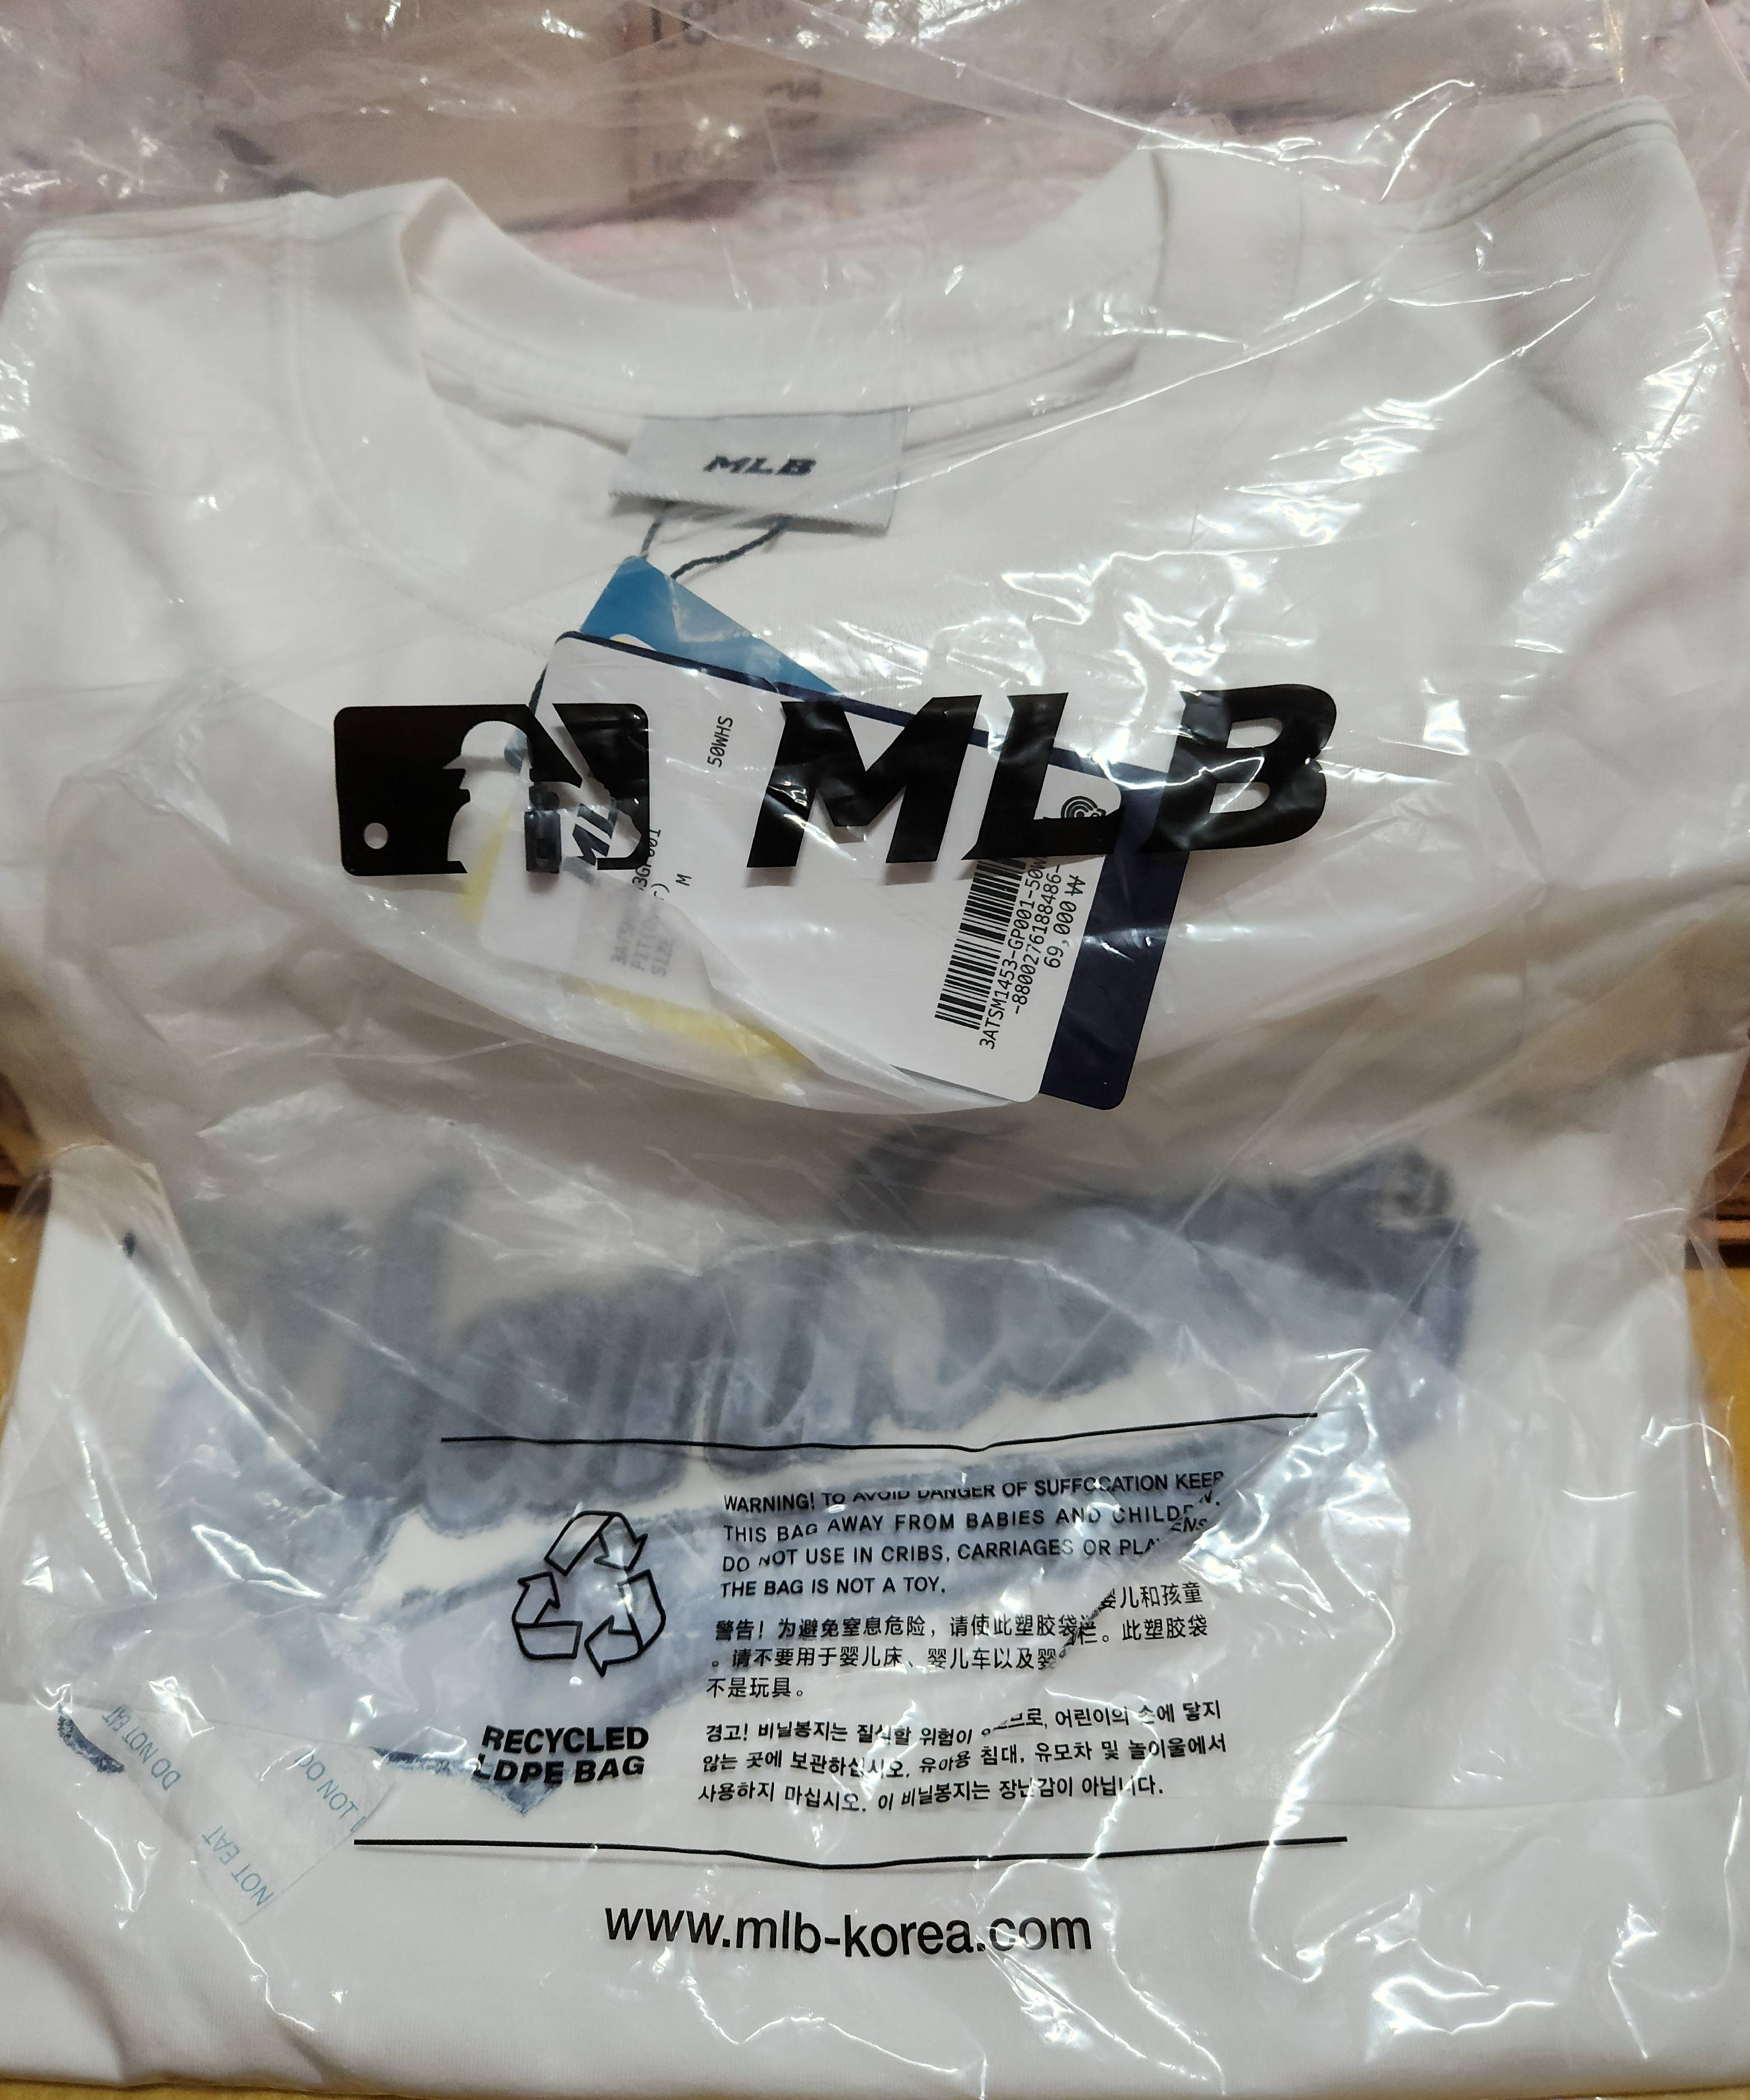 MLB
MLB
50WHS
M
3ATSM1453-GP001-50W
-8800276188486-
69,000 ₩
WARNING! TO AVOID DANGER OF SUFFOCATION KEEP
THIS BAG AWAY FROM BABIES AND CHILDREN.
DO NOT USE IN CRIBS, CARRIAGES OR PLAY PENS
THE BAG IS NOT A TOY.
警告！为避免窒息危险，请使此塑胶袋 婴儿和孩童
。请不要用于婴儿床、婴儿车以及婴 栏。此塑胶袋
不是玩具。
경고! 비닐봉지는 질식할 위험이 있으므로, 어린이의 손에 닿지
않는 곳에 보관하십시오. 유아용 침대, 유모차 및 놀이울에서
사용하지 마십시오. 이 비닐봉지는 장난감이 아닙니다.
RECYCLED
LDPE BAG
DO NOT EAT
DO NOT
NOT EAT
www.mlb-korea.com